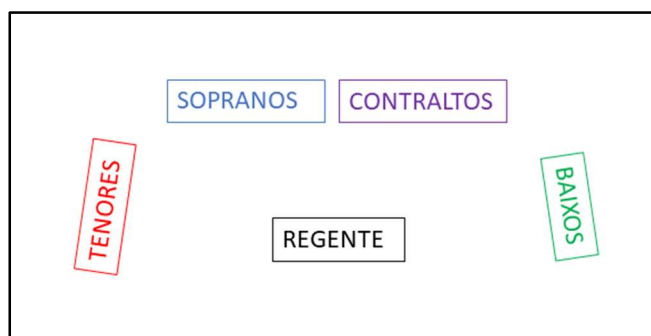 SOPRANOS
CONTRALTOS
TENORES
BAIXOS
REGENTE